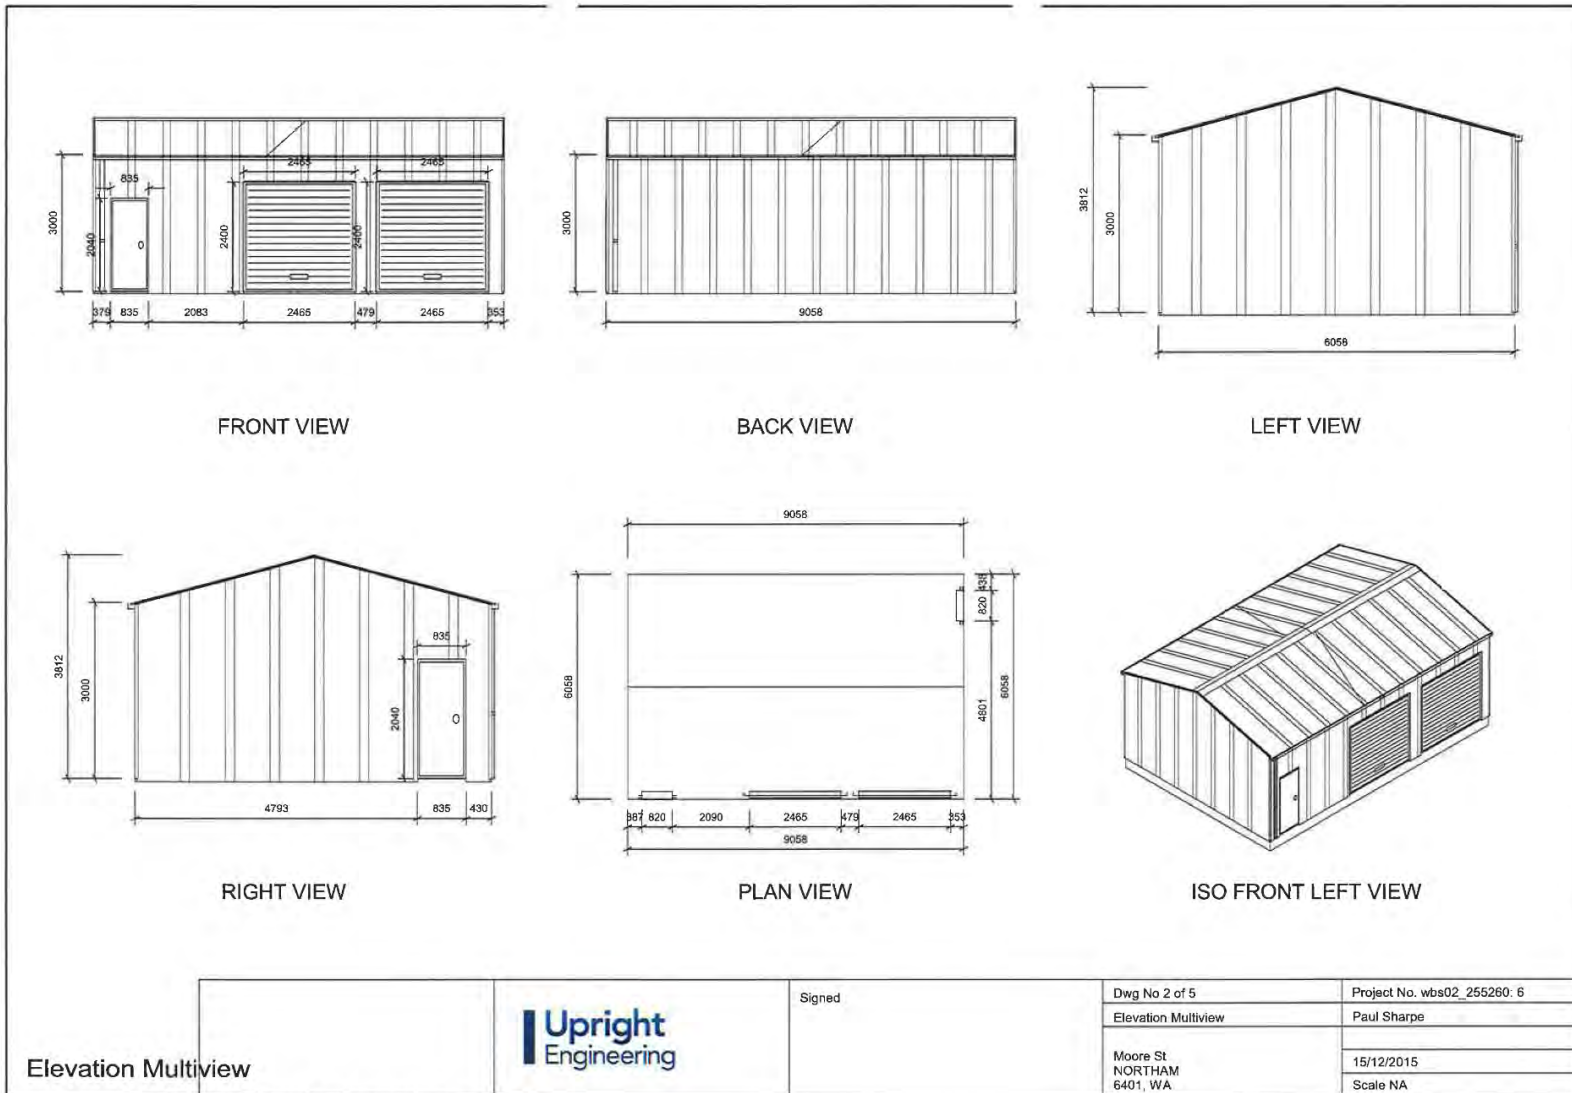 2465
2465
835
3000
2040
2400
2400
379
835
2083
2465
479
2465
353
FRONT VIEW
3000
9058
BACK VIEW
3812
3000
6058
LEFT VIEW
3812
3000
835
2040
4793
835
430
RIGHT VIEW
9058
6058
438
820
4801
6058
387
820
2090
2465
479
2465
353
9058
PLAN VIEW
ISO FRONT LEFT VIEW
Elevation Multiview
Upright
Engineering
Signed
Dwg No 2 of 5
Project No. wbs02_255260: 6
Elevation Multiview
Paul Sharpe
Moore St
NORTHAM
6401, WA
15/12/2015
Scale NA